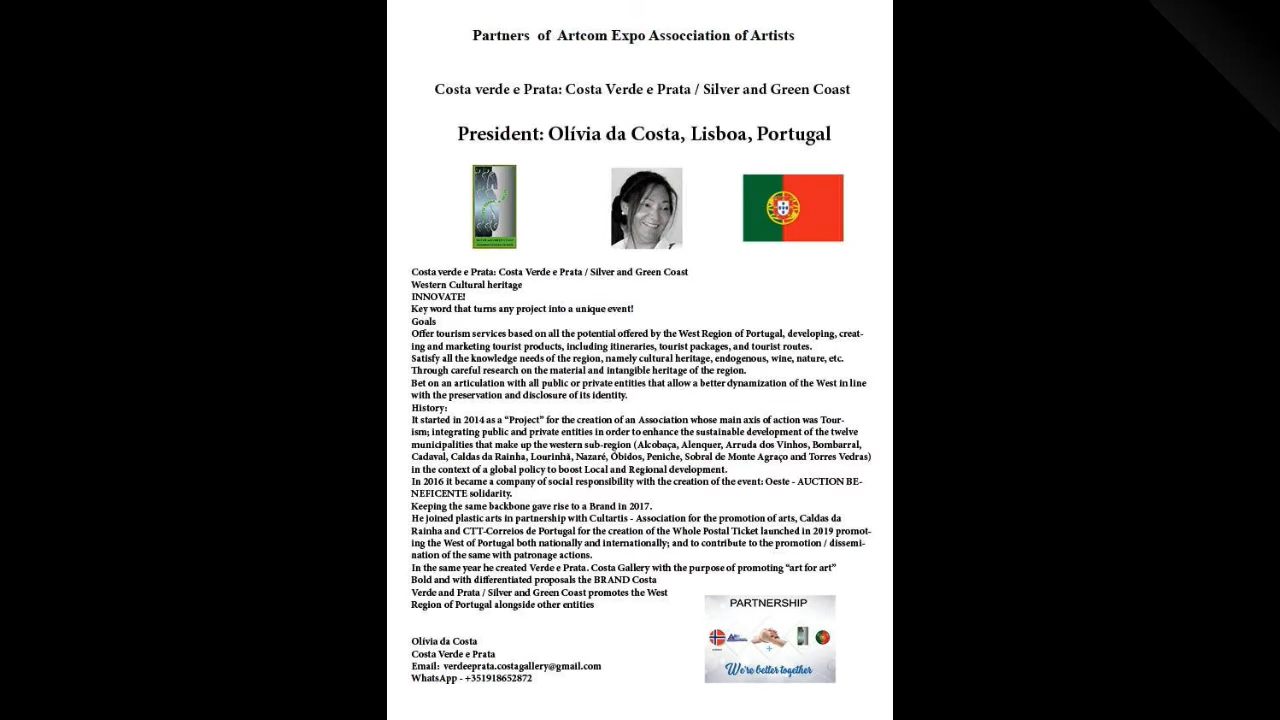 Partners of Artcom Expo Assocciation of Artists
Costa verde e Prata: Costa Verde e Prata / Silver and Green Coast
President: Olívia da Costa, Lisboa, Portugal
Costa verde e Prata: Costa Verde e Prata / Silver and Green Coast
Western Cultural heritage
INNOVATE!
Key word that turns any project into a unique event!
Goals
Offer tourism services based on all the potential offered by the West Region of Portugal, developing, creat-
ing and marketing tourist products, including itineraries, tourist packages, and tourist routes.
Satisfy all the knowledge needs of the region, namely cultural heritage, endogenous, wine, nature, etc.
Through careful research on the material and intangible heritage of the region.
Bet on an articulation with all public or private entities that allow a better dynamization of the West in line
with the preservation and disclosure of its identity.
History:
It started in 2014 as a “Project” for the creation of an Association whose main axis of action was Tour-
ism; integrating public and private entities in order to enhance the sustainable development of the twelve
municipalities that make up the western sub-region (Alcobaça, Alenquer, Arruda dos Vinhos, Bombarral,
Cadaval, Caldas da Rainha, Lourinhã, Nazaré, Óbidos, Peniche, Sobral de Monte Agraço and Torres Vedras)
in the context of a global policy to boost Local and Regional development.
In 2016 it became a company of social responsibility with the creation of the event: Oeste - AUCTION BE-
NEFICENTE solidarity.
Keeping the same backbone gave rise to a Brand in 2017.
He joined plastic arts in partnership with Cultartis - Association for the promotion of arts, Caldas da
Rainha and CTT-Correios de Portugal for the creation of the Whole Postal Ticket launched in 2019 promot-
ing the West of Portugal both nationally and internationally; and to contribute to the promotion / dissemi-
nation of the same with patronage actions.
In the same year he created Verde e Prata. Costa Gallery with the purpose of promoting “art for art”
Bold and with differentiated proposals the BRAND Costa
Verde and Prata / Silver and Green Coast promotes the West
Region of Portugal alongside other entities
PARTNERSHIP
We're better together
Olívia da Costa
Costa Verde e Prata
Email: verdeeprata.costagallery@gmail.com
WhatsApp - +351918652872